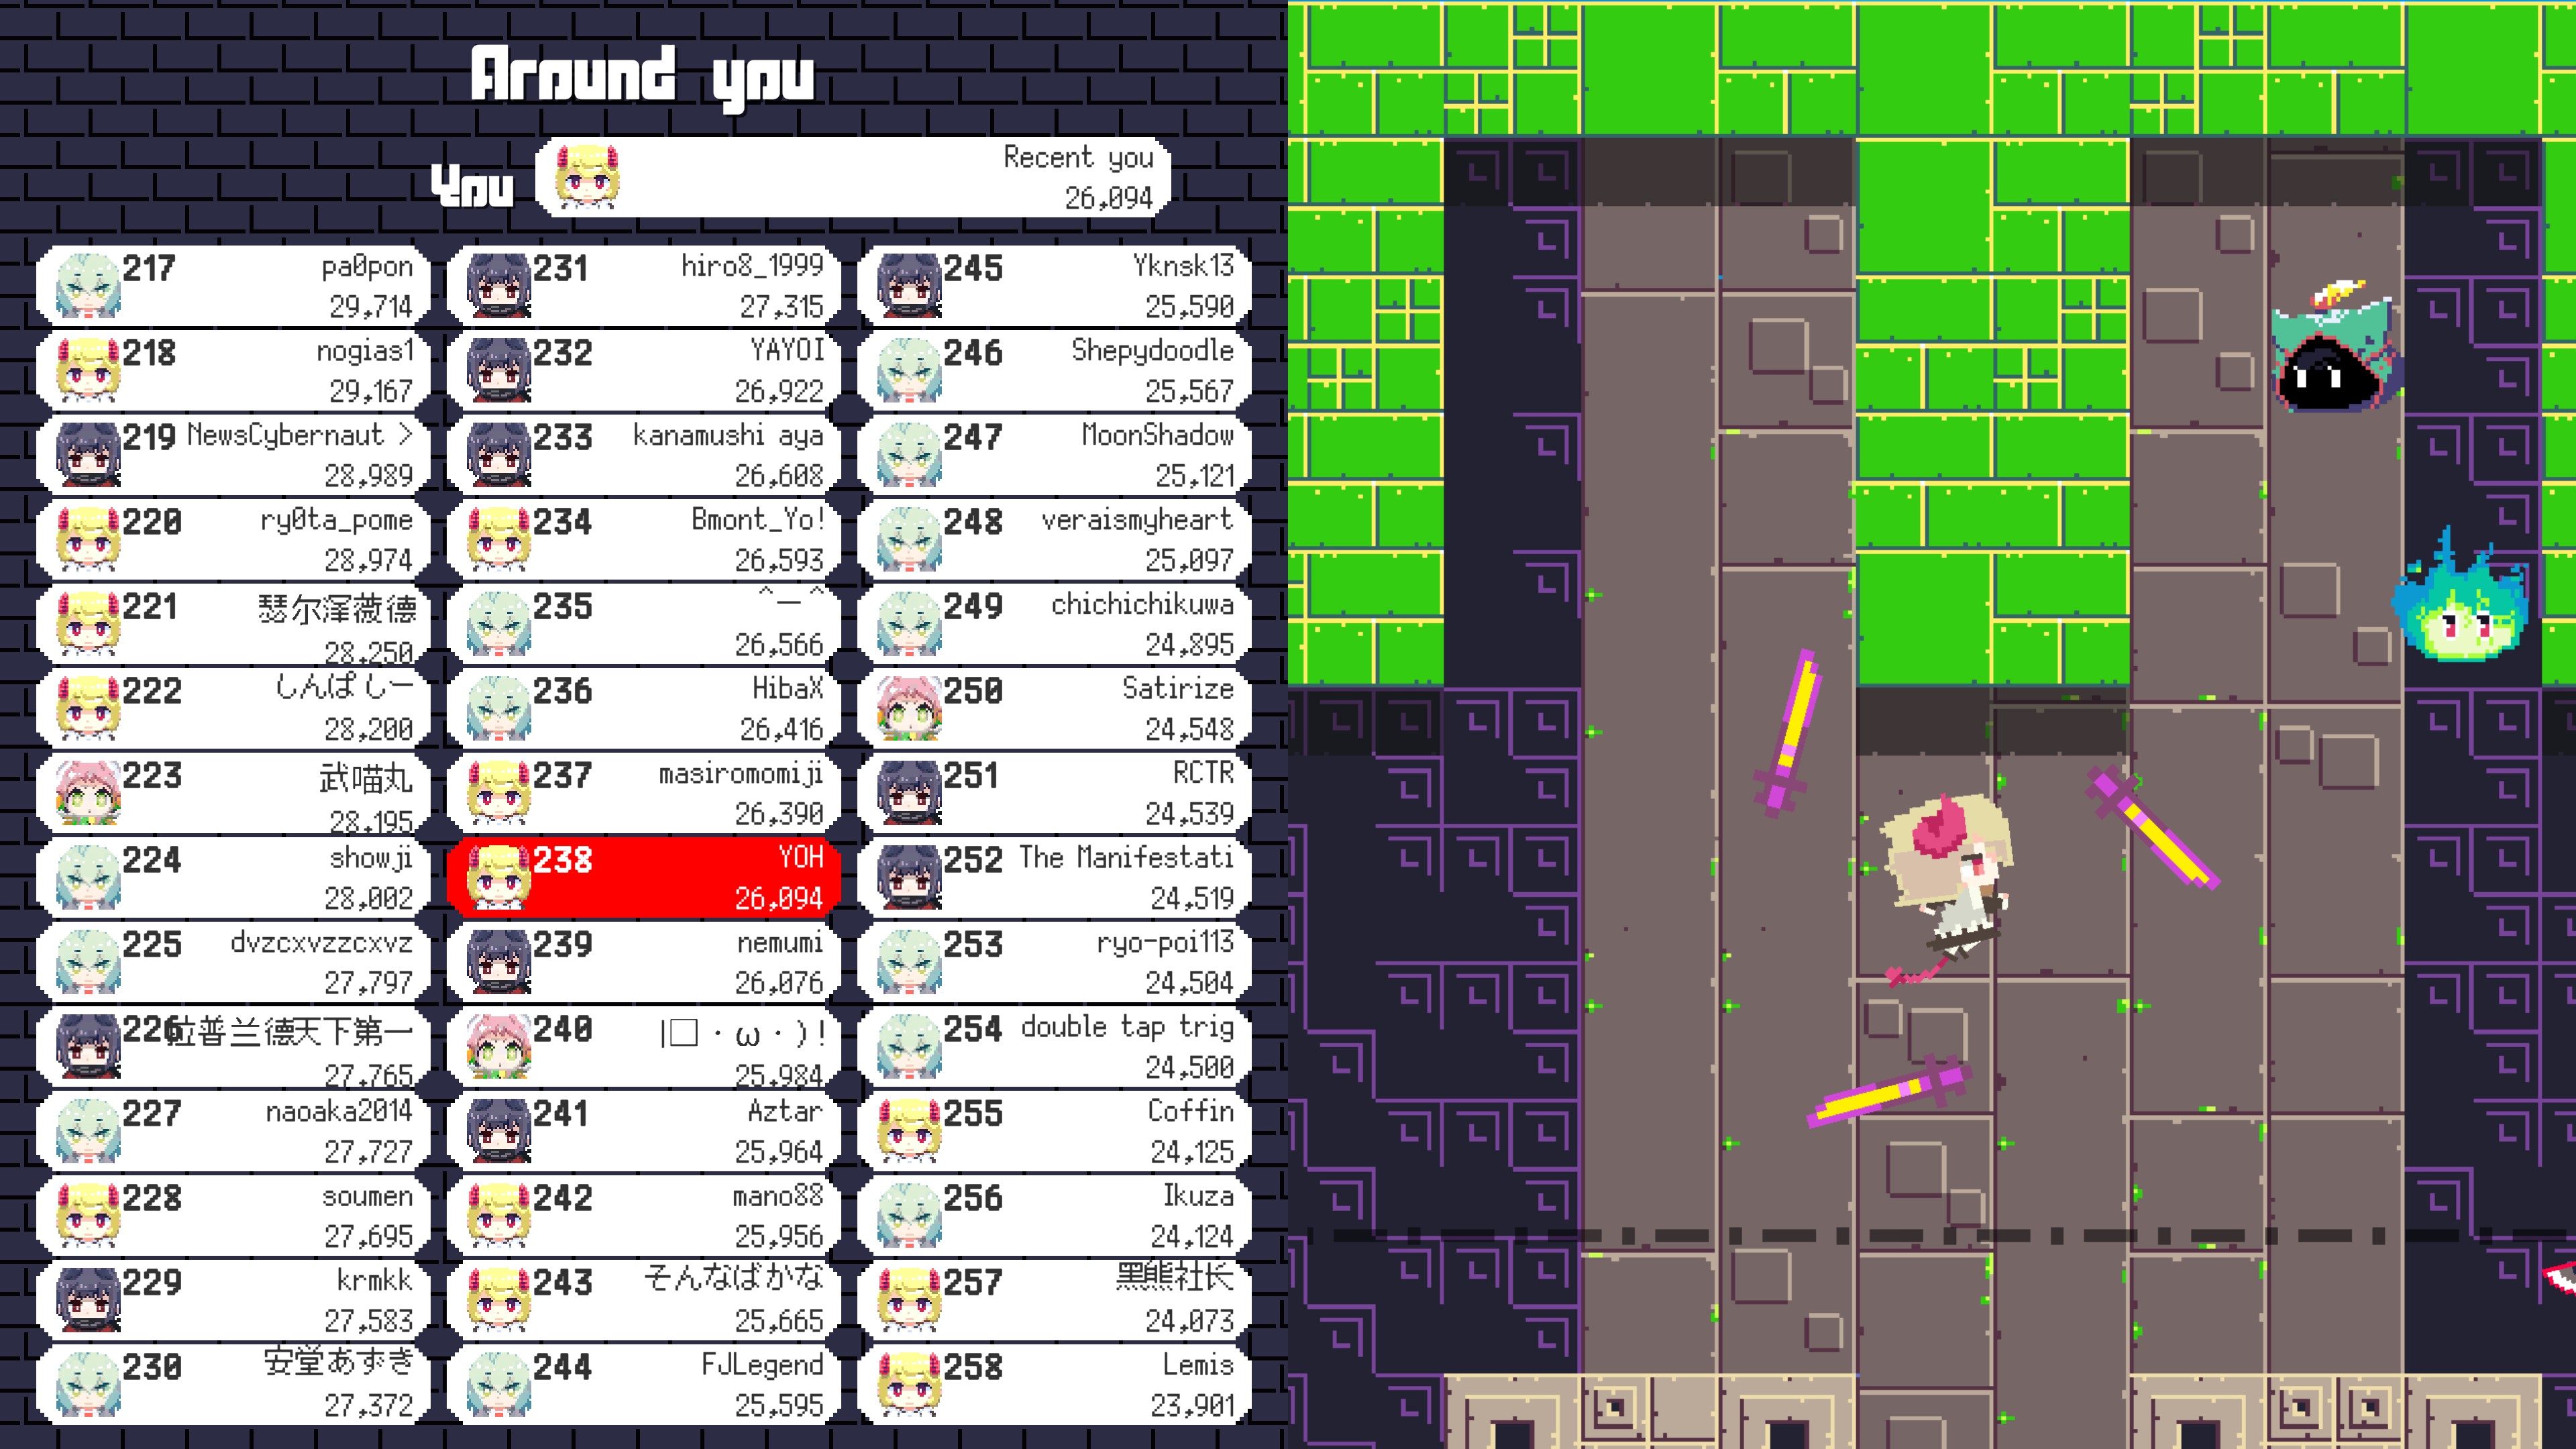 Around you
You
Recent you
26,094
217 pa0pon
29,714
218 nogias1
29,167
219 NewsCybernaut >
28,989
220 ry0ta_pome
28,974
221 瑟尔泽薇德
28,250
222 しんぱしー
28,200
223 武喵丸
28,195
224 showji
28,002
225 dvzcxvzzcxvz
27,797
226 拉普兰德天下第一
27,765
227 naoaka2014
27,727
228 soumen
27,695
229 krmkk
27,583
230 安堂あずき
27,372
231 hiro8_1999
27,315
232 YAYOI
26,922
233 kanamushi aya
26,608
234 Bmont_Yo!
26,593
235 ^一^
26,566
236 HibaX
26,416
237 masiromomiji
26,390
238 YOH
26,094
239 nemumi
26,076
240 |□・ω・)!
25,984
241 Aztar
25,964
242 mano88
25,956
243 そんなばかな
25,665
244 FJLegend
25,595
245 Yknsk13
25,590
246 Shepydoodle
25,567
247 MoonShadow
25,121
248 veraismyheart
25,097
249 chichichikuwa
24,895
250 Satirize
24,548
251 RCTR
24,539
252 The Manifestati
24,519
253 ryo-poi113
24,504
254 double tap trig
24,500
255 Coffin
24,125
256 Ikuza
24,124
257 黑熊社长
24,073
258 Lemis
23,901